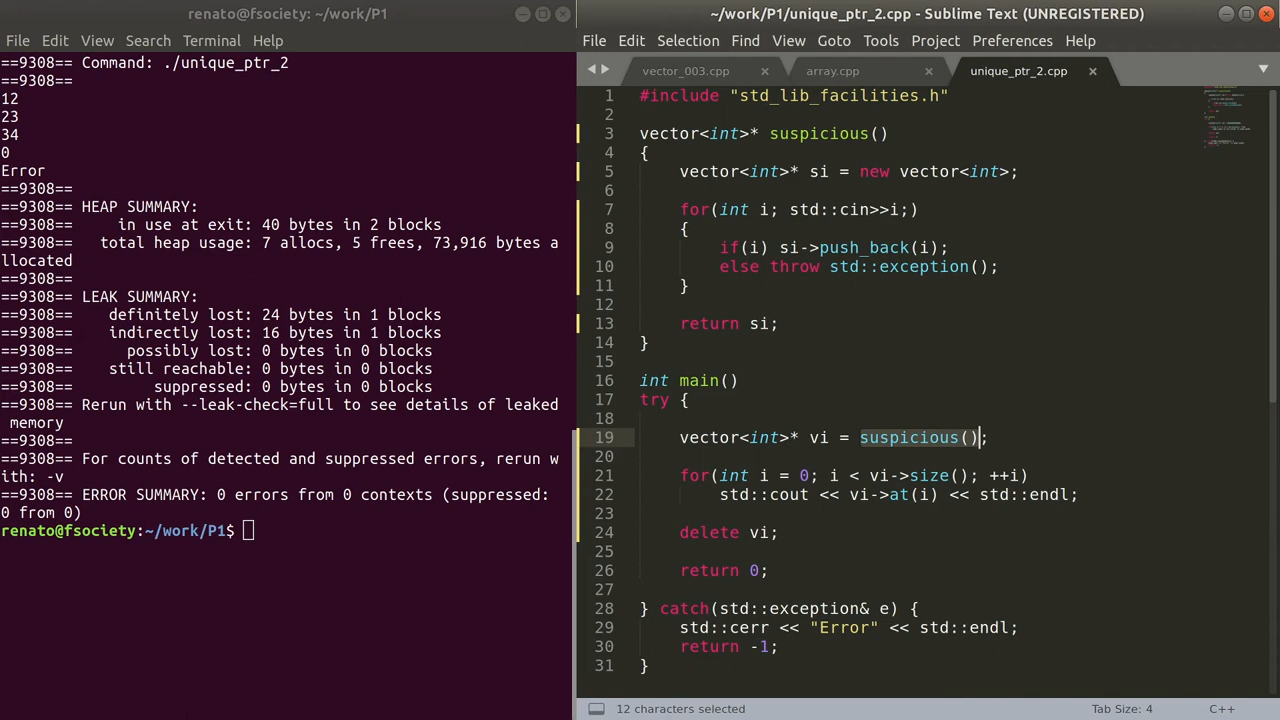 renato@fsociety: ~/work/P1
File Edit View Search Terminal Help
==9308== Command: ./unique_ptr_2
==9308==
12
23
34
0
Error
==9308==
==9308== HEAP SUMMARY:
==9308==     in use at exit: 40 bytes in 2 blocks
==9308==   total heap usage: 7 allocs, 5 frees, 73,916 bytes a
llocated
==9308==
==9308== LEAK SUMMARY:
==9308==    definitely lost: 24 bytes in 1 blocks
==9308==    indirectly lost: 16 bytes in 1 blocks
==9308==      possibly lost: 0 bytes in 0 blocks
==9308==    still reachable: 0 bytes in 0 blocks
==9308==         suppressed: 0 bytes in 0 blocks
==9308== Rerun with --leak-check=full to see details of leaked
 memory
==9308==
==9308== For counts of detected and suppressed errors, rerun w
ith: -v
==9308== ERROR SUMMARY: 0 errors from 0 contexts (suppressed:
0 from 0)
renato@fsociety:~/work/P1$
~/work/P1/unique_ptr_2.cpp - Sublime Text (UNREGISTERED)
File Edit Selection Find View Goto Tools Project Preferences Help
vector_003.cpp array.cpp unique_ptr_2.cpp
1 #include "std_lib_facilities.h"
2
3 vector<int>* suspicious()
4 {
5     vector<int>* si = new vector<int>;
6
7     for(int i; std::cin>>i;)
8     {
9         if(i) si->push_back(i);
10         else throw std::exception();
11     }
12
13     return si;
14 }
15
16 int main()
17 try {
18
19     vector<int>* vi = suspicious();
20
21     for(int i = 0; i < vi->size(); ++i)
22         std::cout << vi->at(i) << std::endl;
23
24     delete vi;
25
26     return 0;
27
28 } catch(std::exception& e) {
29     std::cerr << "Error" << std::endl;
30     return -1;
31 }
12 characters selected
Tab Size: 4
C++